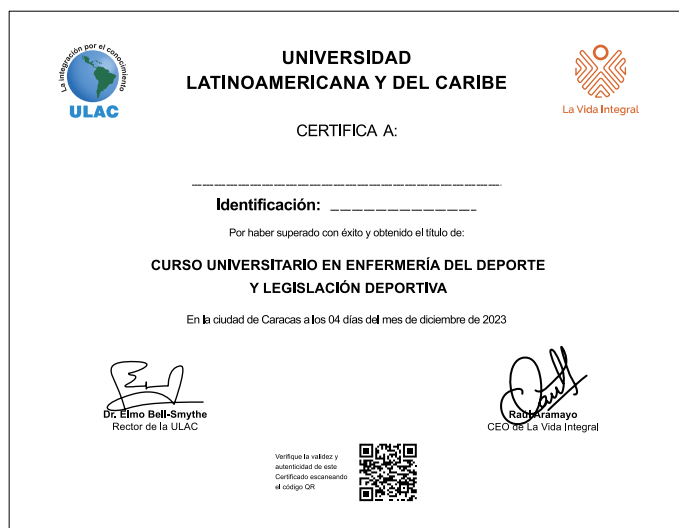 La integración por el conocimiento
ULAC
UNIVERSIDAD
LATINOAMERICANA Y DEL CARIBE
La Vida Integral
CERTIFICA A:
Identificación:
Por haber superado con éxito y obtenido el título de:
CURSO UNIVERSITARIO EN ENFERMERÍA DEL DEPORTE
Y LEGISLACIÓN DEPORTIVA
En la ciudad de Caracas a los 04 días del mes de diciembre de 2023
Dr. Elmo Bell-Smythe
Rector de la ULAC
Raúl Aramayo
CEO de La Vida Integral
Verifique la validez y
autenticidad de este
Certificado escaneando
el código QR